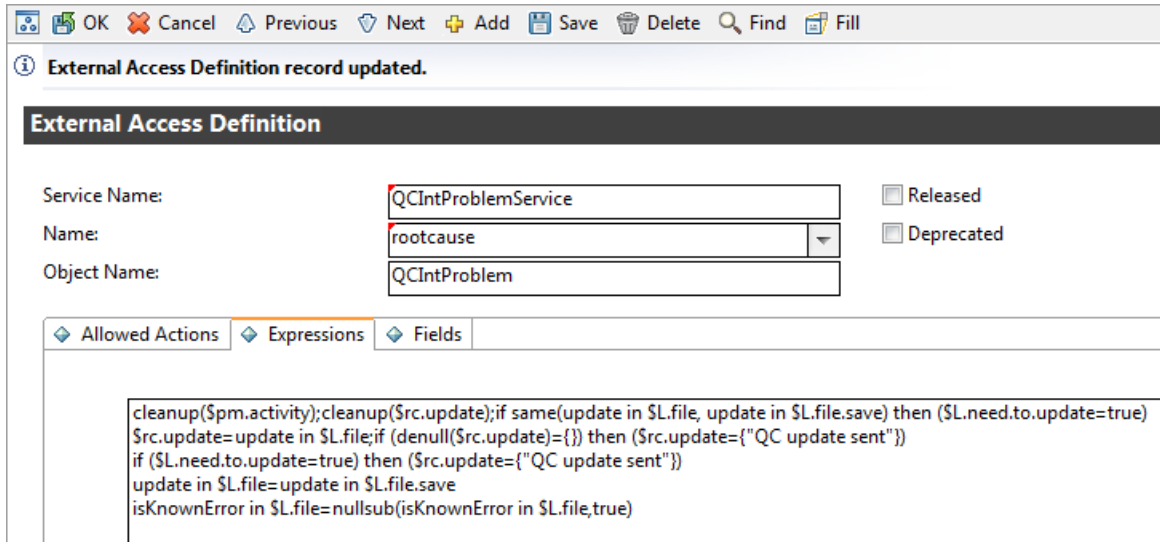 OK Cancel Previous Next Add Save Delete Find Fill
External Access Definition record updated.
External Access Definition
Service Name: QCIntProblemService Released
Name: rootcause Deprecated
Object Name: QCIntProblem
Allowed Actions Expressions Fields
cleanup($pm.activity);cleanup($rc.update);if same(update in $L.file, update in $L.file.save) then ($L.need.to.update=true)
$rc.update=update in $L.file;if (denull($rc.update)={}) then ($rc.update={"QC update sent"})
if ($L.need.to.update=true) then ($rc.update={"QC update sent"})
update in $L.file=update in $L.file.save
isKnownError in $L.file=nullsub(isKnownError in $L.file,true)